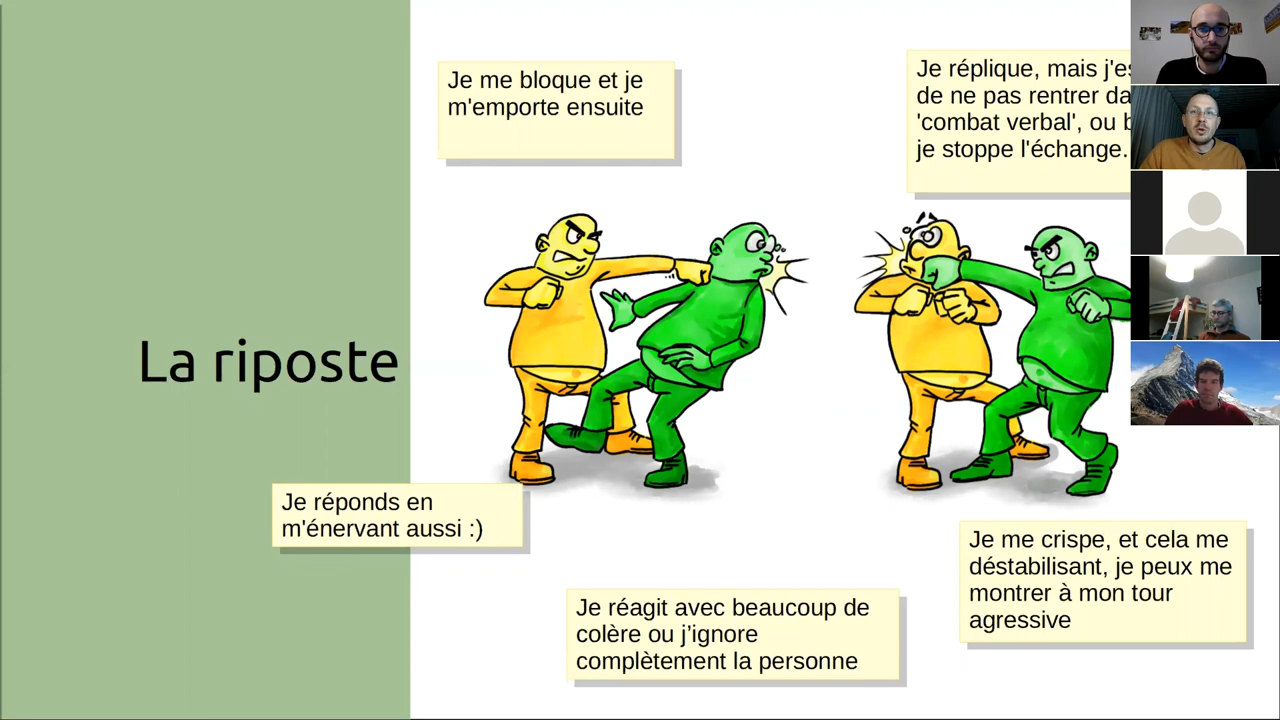 Je me bloque et je
m'emporte ensuite
Je réplique, mais
de ne pas rentrer
'combat verbal', ou
je stoppe l'échange.
La riposte
Je réponds en
m'énervant aussi :)
Je me crispe, et cela me
déstabilisant, je peux me
montrer à mon tour
agressive
Je réagit avec beaucoup de
colère ou j’ignore
complètement la personne